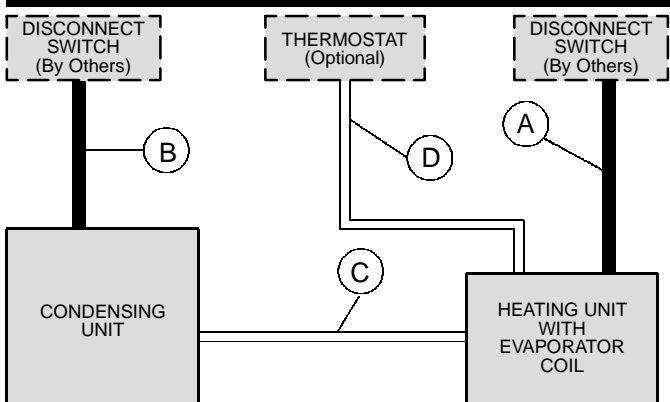 DISCONNECT
SWITCH
(By Others)
THERMOSTAT
(Optional)
DISCONNECT
SWITCH
(By Others)
A
B
D
C
CONDENSING
UNIT
HEATING UNIT
WITH
EVAPORATOR
COIL